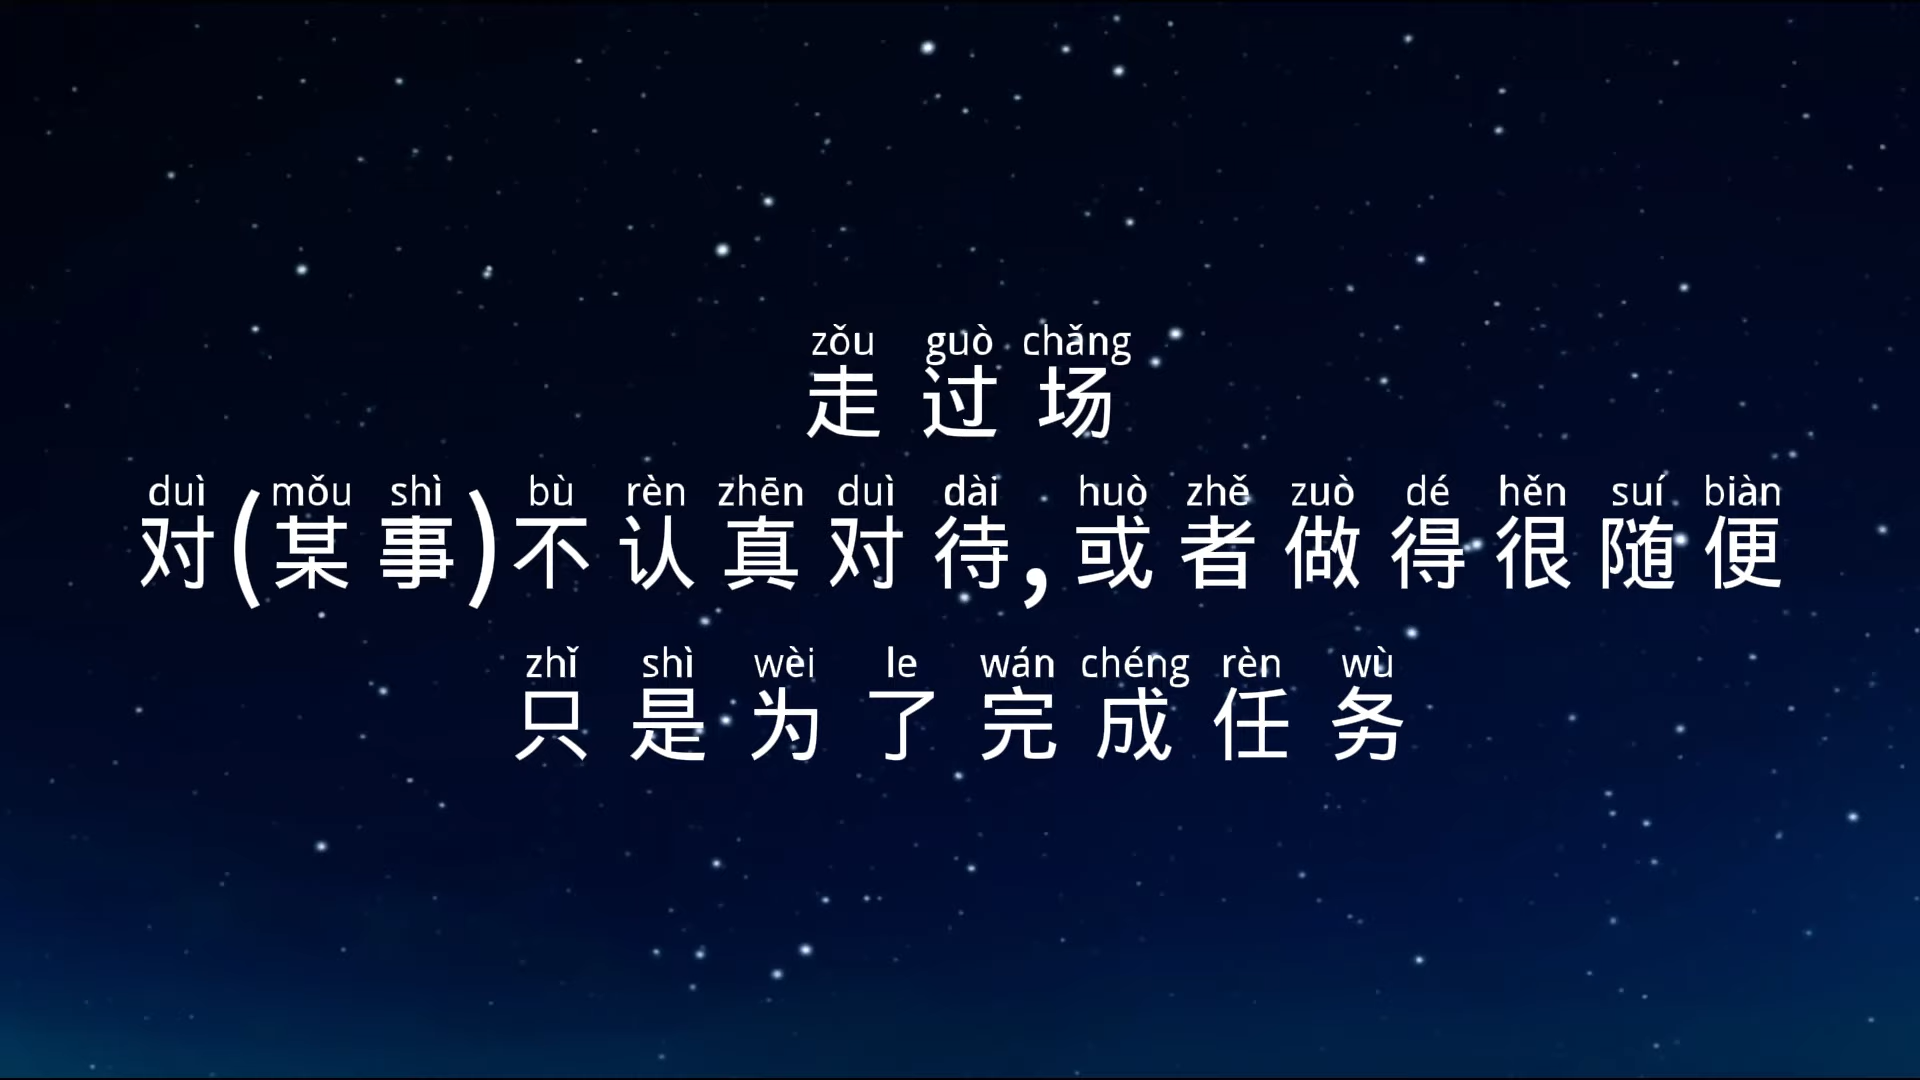 zǒu guò chǎng
走过场
duì mǒu shì bù rèn zhēn duì dài huò zhě zuò dé hěn suí biàn
对(某事)不认真对待,或者做得很随便
zhǐ shì wèi le wán chéng rèn wù
只是为了完成任务